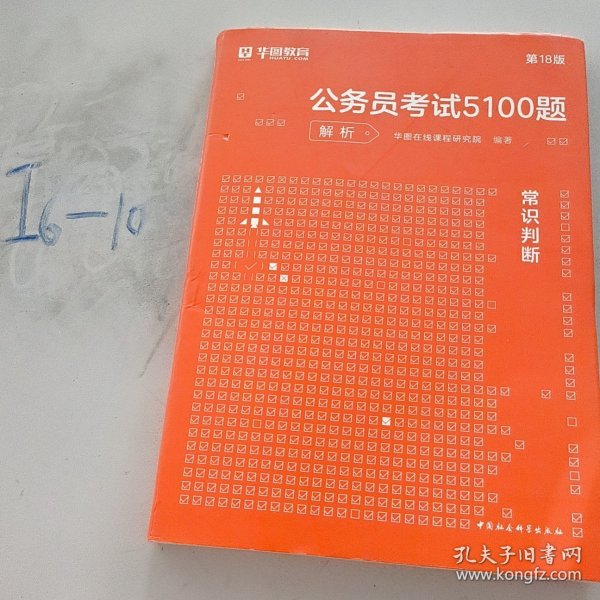 华图教育
HUATU.COM
第18版
公务员考试5100题
解析
华图在线课程研究院 编著
常识判断
I6-10
中国社会科学出版社
孔夫子旧书网
www.kongfz.com